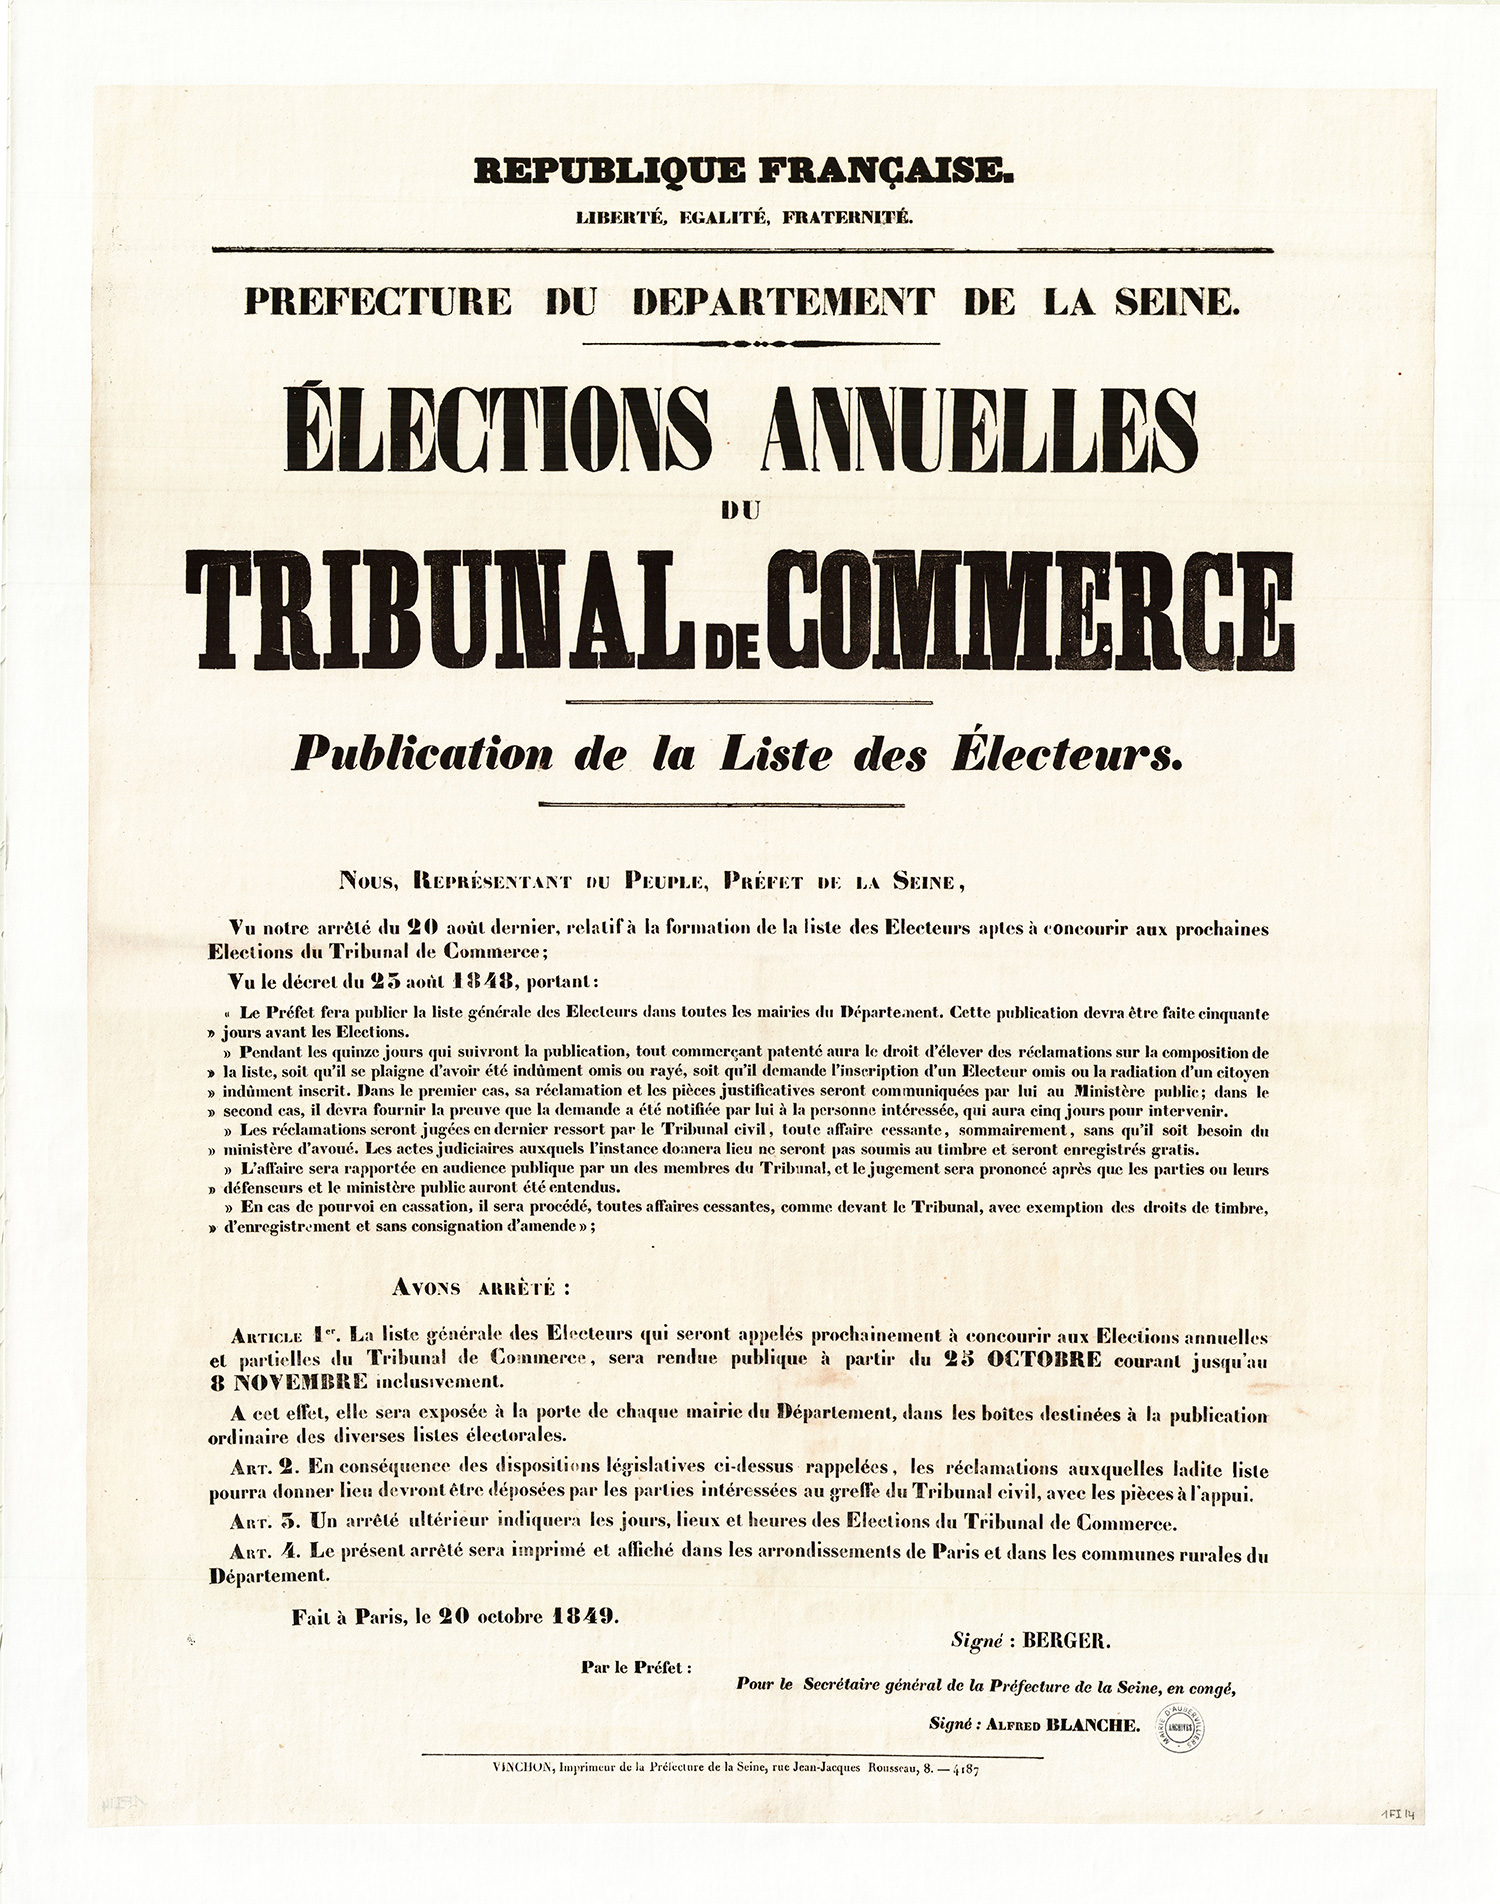 REPUBLIQUE FRANÇAISE.
LIBERTÉ, EGALITÉ, FRATERNITÉ.
PREFECTURE DU DEPARTEMENT DE LA SEINE.
ÉLECTIONS ANNUELLES
DU
TRIBUNAL DE COMMERCE
Publication de la Liste des Électeurs.
NOUS, REPRÉSENTANT DU PEUPLE, PRÉFET DE LA SEINE,
Vu notre arrêté du 20 août dernier, relatif à la formation de la liste des Electeurs aptes à concourir aux prochaines
Elections du Tribunal de Commerce;
Vu le décret du 25 août 1848, portant:
« Le Préfet fera publier la liste générale des Electeurs dans toutes les mairies du Département. Cette publication devra être faite cinquante
» jours avant les Elections.
» Pendant les quinze jours qui suivront la publication, tout commerçant patenté aura le droit d'élever des réclamations sur la composition de
» la liste, soit qu'il se plaigne d'avoir été indûment omis ou rayé, soit qu'il demande l'inscription d'un Electeur omis ou la radiation d'un citoyen
» indûment inscrit. Dans le premier cas, sa réclamation et les pièces justificatives seront communiquées par lui au Ministère public; dans le
» second cas, il devra fournir la preuve que la demande a été notifiée par lui à la personne intéressée, qui aura cinq jours pour intervenir.
» Les réclamations seront jugées en dernier ressort par le Tribunal civil, toute affaire cessante, sommairement, sans qu'il soit besoin du
» ministère d'avoué. Les actes judiciaires auxquels l'instance donnera lieu ne seront pas soumis au timbre et seront enregistrés gratis.
» L'affaire sera rapportée en audience publique par un des membres du Tribunal, et le jugement sera prononcé après que les parties ou leurs
» défenseurs et le ministère public auront été entendus.
» En cas de pourvoi en cassation, il sera procédé, toutes affaires cessantes, comme devant le Tribunal, avec exemption des droits de timbre,
» d'enregistrement et sans consignation d'amende » ;
AVONS ARRÊTÉ :
ARTICLE 1er. La liste générale des Electeurs qui seront appelés prochainement à concourir aux Elections annuelles
et partielles du Tribunal de Commerce, sera rendue publique à partir du 25 OCTOBRE courant jusqu'au
8 NOVEMBRE inclusivement.
A cet effet, elle sera exposée à la porte de chaque mairie du Département, dans les boîtes destinées à la publication
ordinaire des diverses listes électorales.
ART. 2. En conséquence des dispositions législatives ci-dessus rappelées, les réclamations auxquelles ladite liste
pourra donner lieu devront être déposées par les parties intéressées au greffe du Tribunal civil, avec les pièces à l'appui.
ART. 3. Un arrêté ultérieur indiquera les jours, lieux et heures des Elections du Tribunal de Commerce.
ART. 4. Le présent arrêté sera imprimé et affiché dans les arrondissements de Paris et dans les communes rurales du
Département.
Fait à Paris, le 20 octobre 1849.
Signé : BERGER.
Par le Préfet :
Pour le Secrétaire général de la Préfecture de la Seine, en congé,
Signé : ALFRED BLANCHE.
MAIRIE D'AUBERVILLIERS
ARCHIVES
VINCHON, Imprimeur de la Préfecture de la Seine, rue Jean-Jacques Rousseau, 8. — 4187
1FI14